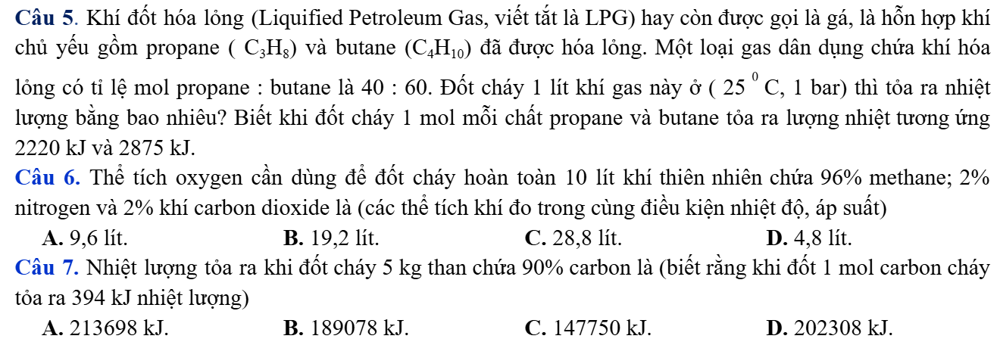 Câu 5. Khí đốt hóa lỏng (Liquified Petroleum Gas, viết tắt là LPG) hay còn được gọi là gá, là hỗn hợp khí
chủ yếu gồm propane ( C₃H₈) và butane (C₄H₁₀) đã được hóa lỏng. Một loại gas dân dụng chứa khí hóa
lỏng có tỉ lệ mol propane : butane là 40 : 60. Đốt cháy 1 lít khí gas này ở ( 25 ⁰ C, 1 bar) thì tỏa ra nhiệt
lượng bằng bao nhiêu? Biết khi đốt cháy 1 mol mỗi chất propane và butane tỏa ra lượng nhiệt tương ứng
2220 kJ và 2875 kJ.
Câu 6. Thể tích oxygen cần dùng để đốt cháy hoàn toàn 10 lít khí thiên nhiên chứa 96% methane; 2%
nitrogen và 2% khí carbon dioxide là (các thể tích khí đo trong cùng điều kiện nhiệt độ, áp suất)
A. 9,6 lít. B. 19,2 lít. C. 28,8 lít. D. 4,8 lít.
Câu 7. Nhiệt lượng tỏa ra khi đốt cháy 5 kg than chứa 90% carbon là (biết rằng khi đốt 1 mol carbon cháy
tỏa ra 394 kJ nhiệt lượng)
A. 213698 kJ. B. 189078 kJ. C. 147750 kJ. D. 202308 kJ.